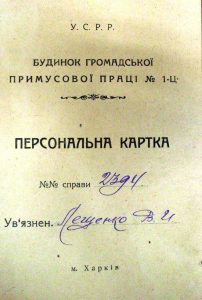 У. С. Р. Р.
БУДИНОК ГРОМАДСЬКОЇ
ПРИМУСОВОЇ ПРАЦІ № 1-Ц
ПЕРСОНАЛЬНА КАРТКА
№№ справи 2394
Ув'язнен. Лещенко В И.
м. Харків